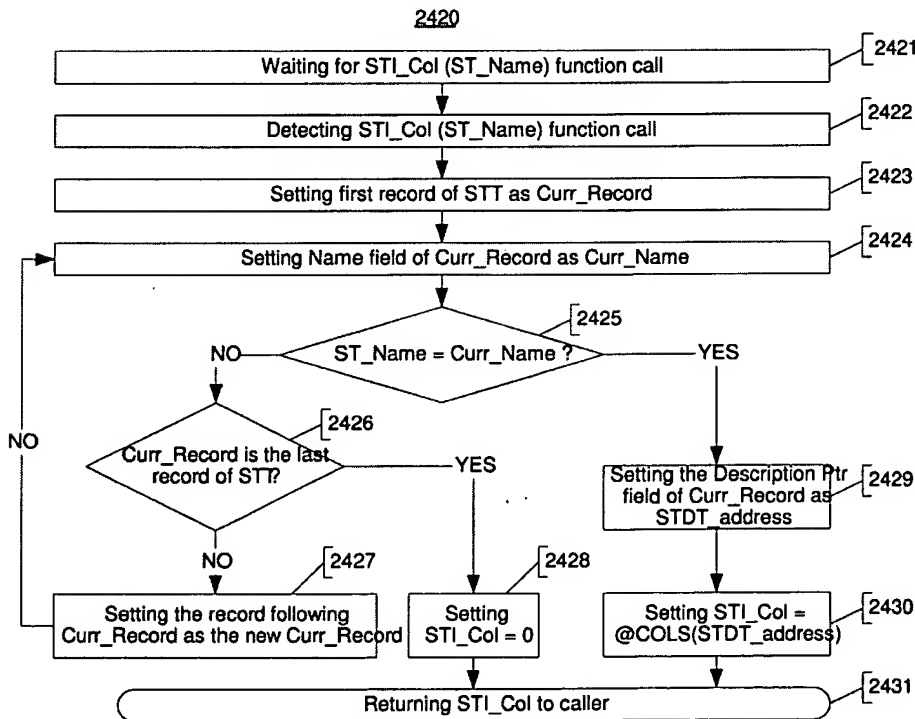 2420
Waiting for STI_Col (ST_Name) function call
2421
Detecting STI_Col (ST_Name) function call
2422
Setting first record of STT as Curr_Record
2423
Setting Name field of Curr_Record as Curr_Name
2424
ST_Name = Curr_Name ?
2425
NO
YES
NO
Curr_Record is the last
record of STT?
2426
YES
NO
Setting the Description Ptr
field of Curr_Record as
STDT_address
2429
Setting the record following
Curr_Record as the new Curr_Record
2427
Setting
STI_Col = 0
2428
Setting STI_Col =
@COLS(STDT_address)
2430
Returning STI_Col to caller
2431